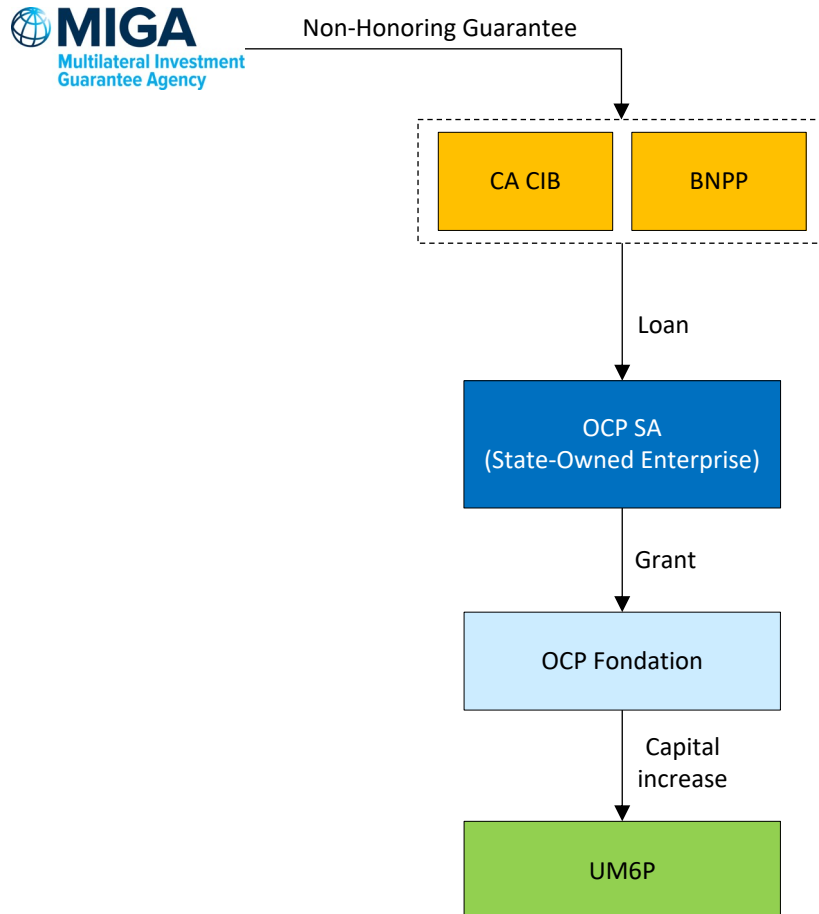 MIGA
Multilateral Investment
Guarantee Agency
Non-Honoring Guarantee
CA CIB
BNPP
Loan
OCP SA
(State-Owned Enterprise)
Grant
OCP Fondation
Capital
increase
UM6P